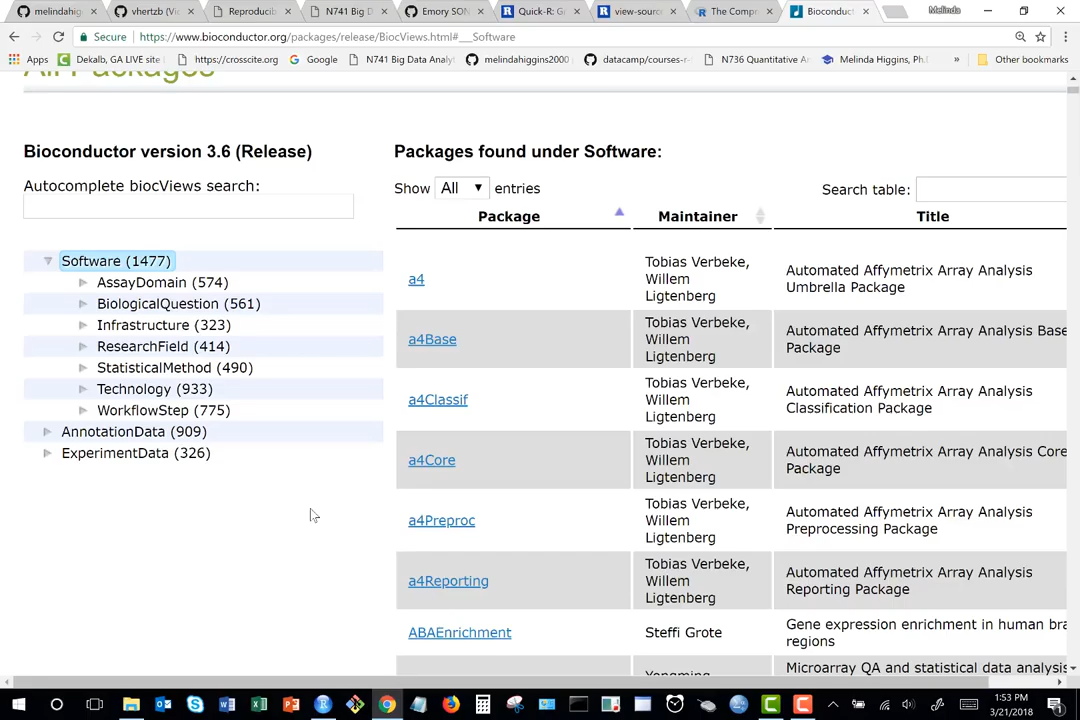 melindahig
vhertzb (Vi
Reproducib
N741 Big D
Emory SON
Quick-R: G
view-sourc
The Comp
Bioconduct
Melinda
Secure
https://www.bioconductor.org/packages/release/BiocViews.html#___Software
Apps
Dekalb, GA LIVE site
https://crosscite.org
Google
N741 Big Data Analy
melindahiggins2000
datacamp/courses-r-
N736 Quantitative A
Melinda Higgins, Ph.
»
Other bookmarks
All Packages
Bioconductor version 3.6 (Release)
Autocomplete biocViews search:
Software (1477)
AssayDomain (574)
BiologicalQuestion (561)
Infrastructure (323)
ResearchField (414)
StatisticalMethod (490)
Technology (933)
WorkflowStep (775)
AnnotationData (909)
ExperimentData (326)
Packages found under Software:
Show All entries
Search table:
Package Maintainer Title
a4
Tobias Verbeke,
Willem
Ligtenberg
Automated Affymetrix Array Analysis
Umbrella Package
a4Base
Tobias Verbeke,
Willem
Ligtenberg
Automated Affymetrix Array Analysis Base
Package
a4Classif
Tobias Verbeke,
Willem
Ligtenberg
Automated Affymetrix Array Analysis
Classification Package
a4Core
Tobias Verbeke,
Willem
Ligtenberg
Automated Affymetrix Array Analysis Core
Package
a4Preproc
Tobias Verbeke,
Willem
Ligtenberg
Automated Affymetrix Array Analysis
Preprocessing Package
a4Reporting
Tobias Verbeke,
Willem
Ligtenberg
Automated Affymetrix Array Analysis
Reporting Package
ABAEnrichment
Steffi Grote
Gene expression enrichment in human bra
regions
Yongming
Microarray QA and statistical data analysis
1:53 PM
3/21/2018